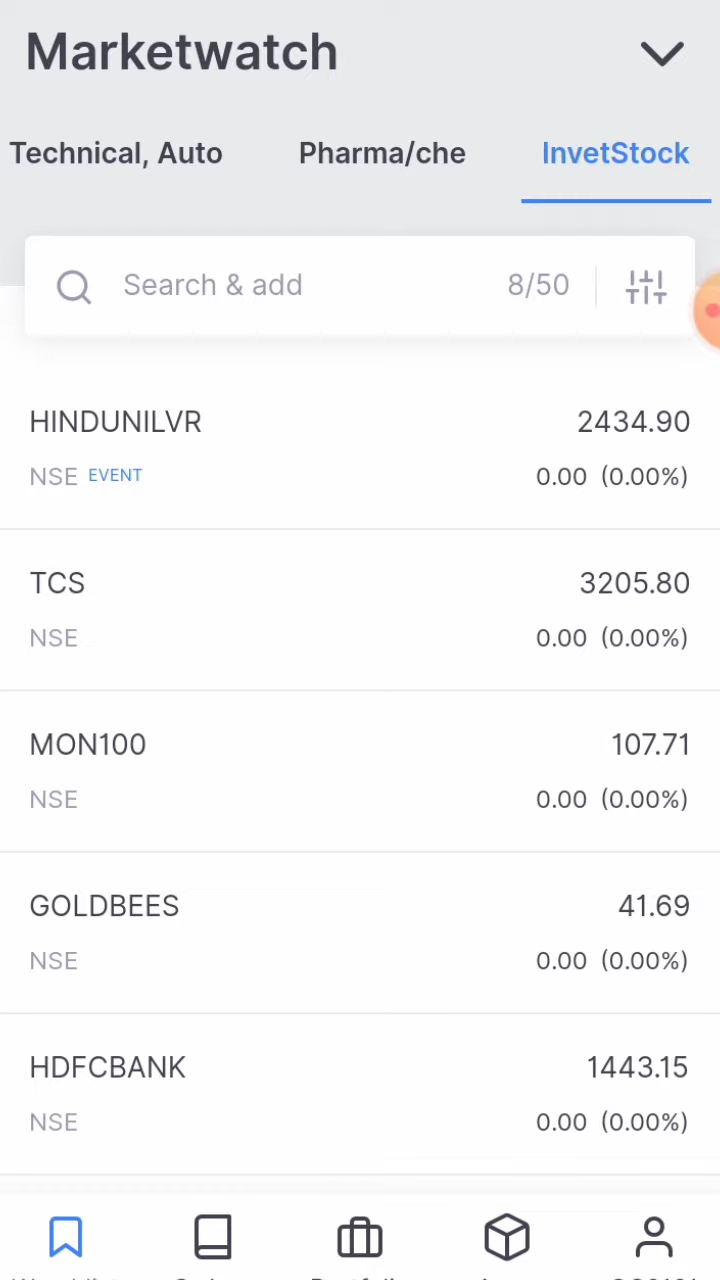 Marketwatch
Technical, Auto Pharma/che InvetStock
Search & add 8/50
HINDUNILVR 2434.90
NSE EVENT 0.00 (0.00%)
TCS 3205.80
NSE 0.00 (0.00%)
MON100 107.71
NSE 0.00 (0.00%)
GOLDBEES 41.69
NSE 0.00 (0.00%)
HDFCBANK 1443.15
NSE 0.00 (0.00%)